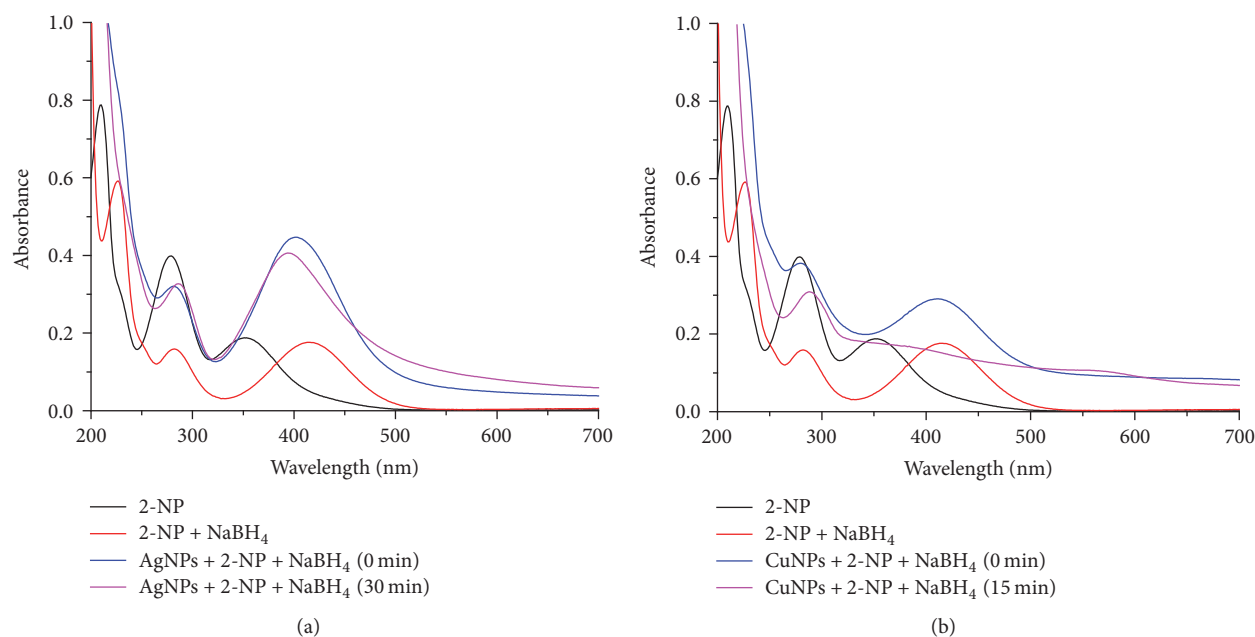 1.0
0.8
0.6
0.4
0.2
0.0
Absorbance
200 300 400 500 600 700
Wavelength (nm)
2-NP
2-NP + NaBH₄
AgNPs + 2-NP + NaBH₄ (0 min)
AgNPs + 2-NP + NaBH₄ (30 min)
(a)
1.0
0.8
0.6
0.4
0.2
0.0
Absorbance
200 300 400 500 600 700
Wavelength (nm)
2-NP
2-NP + NaBH₄
CuNPs + 2-NP + NaBH₄ (0 min)
CuNPs + 2-NP + NaBH₄ (15 min)
(b)